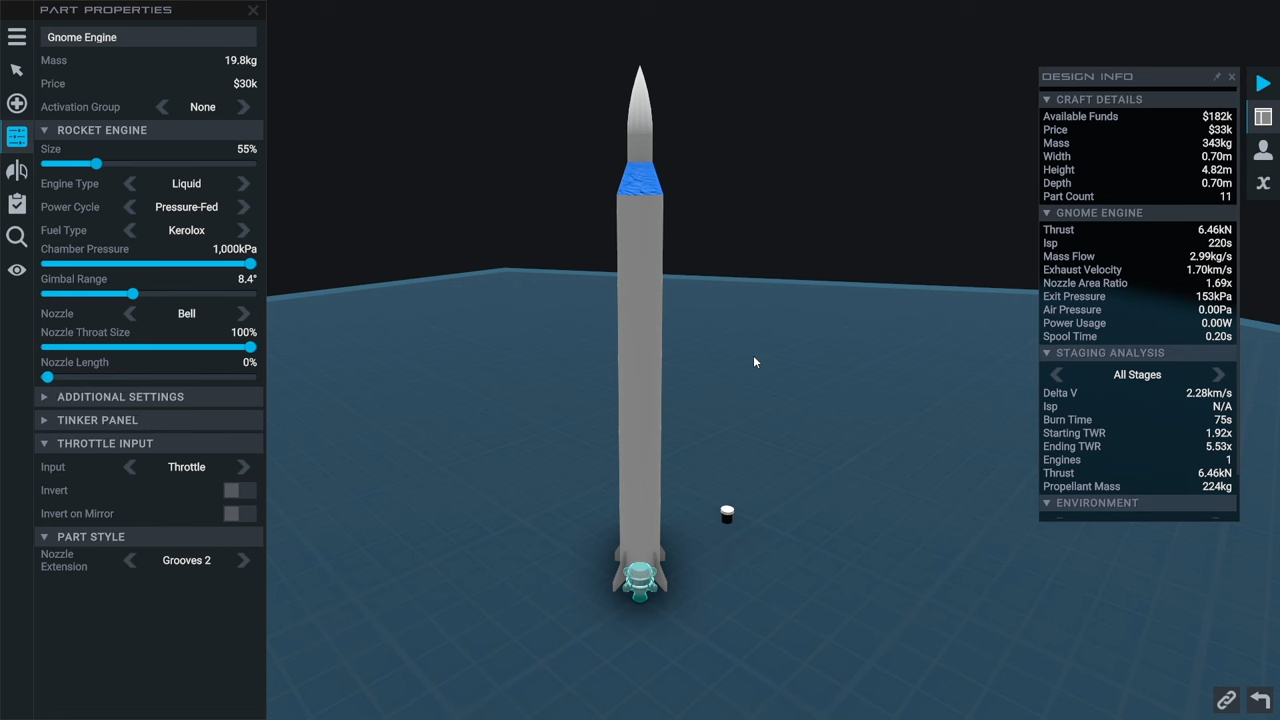 PART PROPERTIES
Gnome Engine
Mass 19.8kg
Price $30k
Activation Group None
ROCKET ENGINE
Size 55%
Engine Type Liquid
Power Cycle Pressure-Fed
Fuel Type Kerolox
Chamber Pressure 1,000kPa
Gimbal Range 8.4°
Nozzle Bell
Nozzle Throat Size 100%
Nozzle Length 0%
ADDITIONAL SETTINGS
TINKER PANEL
THROTTLE INPUT
Input Throttle
Invert
Invert on Mirror
PART STYLE
Nozzle
Extension Grooves 2
DESIGN INFO
CRAFT DETAILS
Available Funds $182k
Price $33k
Mass 343kg
Width 0.70m
Height 4.82m
Depth 0.70m
Part Count 11
GNOME ENGINE
Thrust 6.46kN
Isp 220s
Mass Flow 2.99kg/s
Exhaust Velocity 1.70km/s
Nozzle Area Ratio 1.69x
Exit Pressure 153kPa
Air Pressure 0.00Pa
Power Usage 0.00W
Spool Time 0.20s
STAGING ANALYSIS
All Stages
Delta V 2.28km/s
Isp N/A
Burn Time 75s
Starting TWR 1.92x
Ending TWR 5.53x
Engines 1
Thrust 6.46kN
Propellant Mass 224kg
ENVIRONMENT